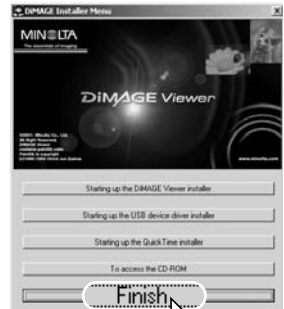 DiMAGE Installer Menu
MINOLTA
The essentials of imaging
DiMAGE Viewer
www.minolta.com
Starting up the DiMAGE Viewer installer.
Starting up the USB device driver installer
Starting up the QuickTime installer
To access the CD-ROM
Finish